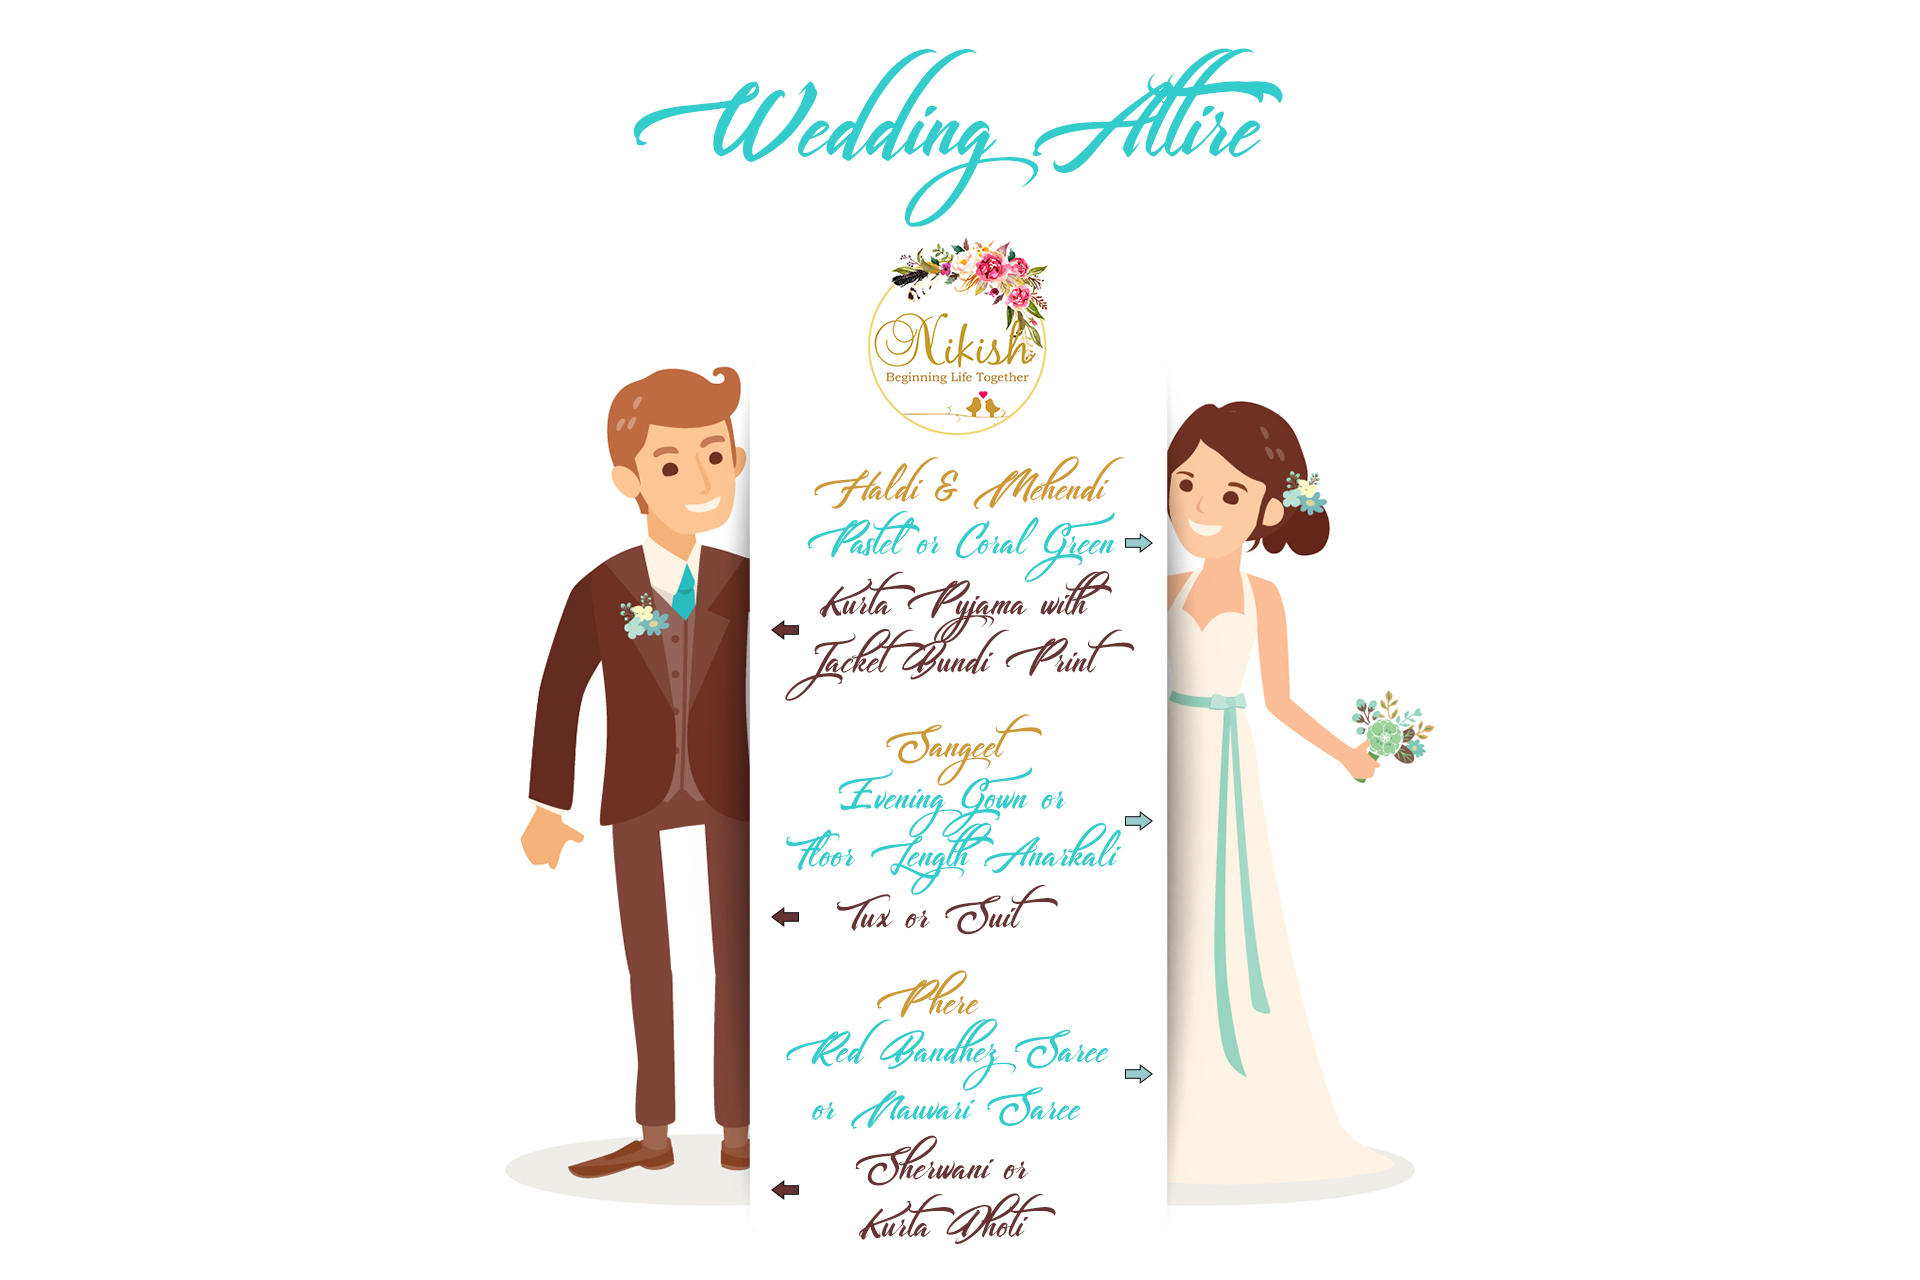 Wedding Attire
Nikish
Beginning Life Together
Haldi & Mehendi
Pastel or Coral Green
Kurta Pyjama with
Jacket Bundi Print
Sangeet
Evening Gown or
Floor Length Anarkali
Tux or Suit
Phere
Red Bandhez Saree
or Nauvari Saree
Sherwani or
Kurta Dhoti